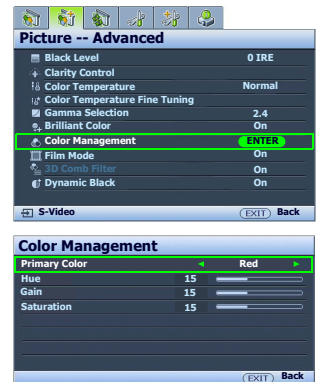 Picture -- Advanced
Black Level 0 IRE
Clarity Control
Color Temperature Normal
Color Temperature Fine Tuning
Gamma Selection 2.4
Brilliant Color On
Color Management ENTER
Film Mode On
3D Comb Filter On
Dynamic Black On
S-Video EXIT Back
Color Management
Primary Color Red
Hue 15
Gain 15
Saturation 15
EXIT Back